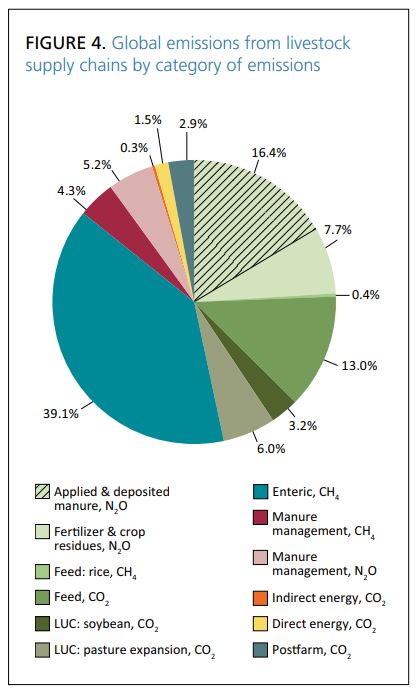 FIGURE 4. Global emissions from livestock
supply chains by category of emissions
1.5%
2.9%
0.3%
16.4%
5.2%
4.3%
7.7%
0.4%
13.0%
39.1%
3.2%
6.0%
Applied & deposited
manure, N₂O
Fertilizer & crop
residues, N₂O
Feed: rice, CH₄
Feed, CO₂
LUC: soybean, CO₂
LUC: pasture expansion, CO₂
Enteric, CH₄
Manure
management, CH₄
Manure
management, N₂O
Indirect energy, CO₂
Direct energy, CO₂
Postfarm, CO₂